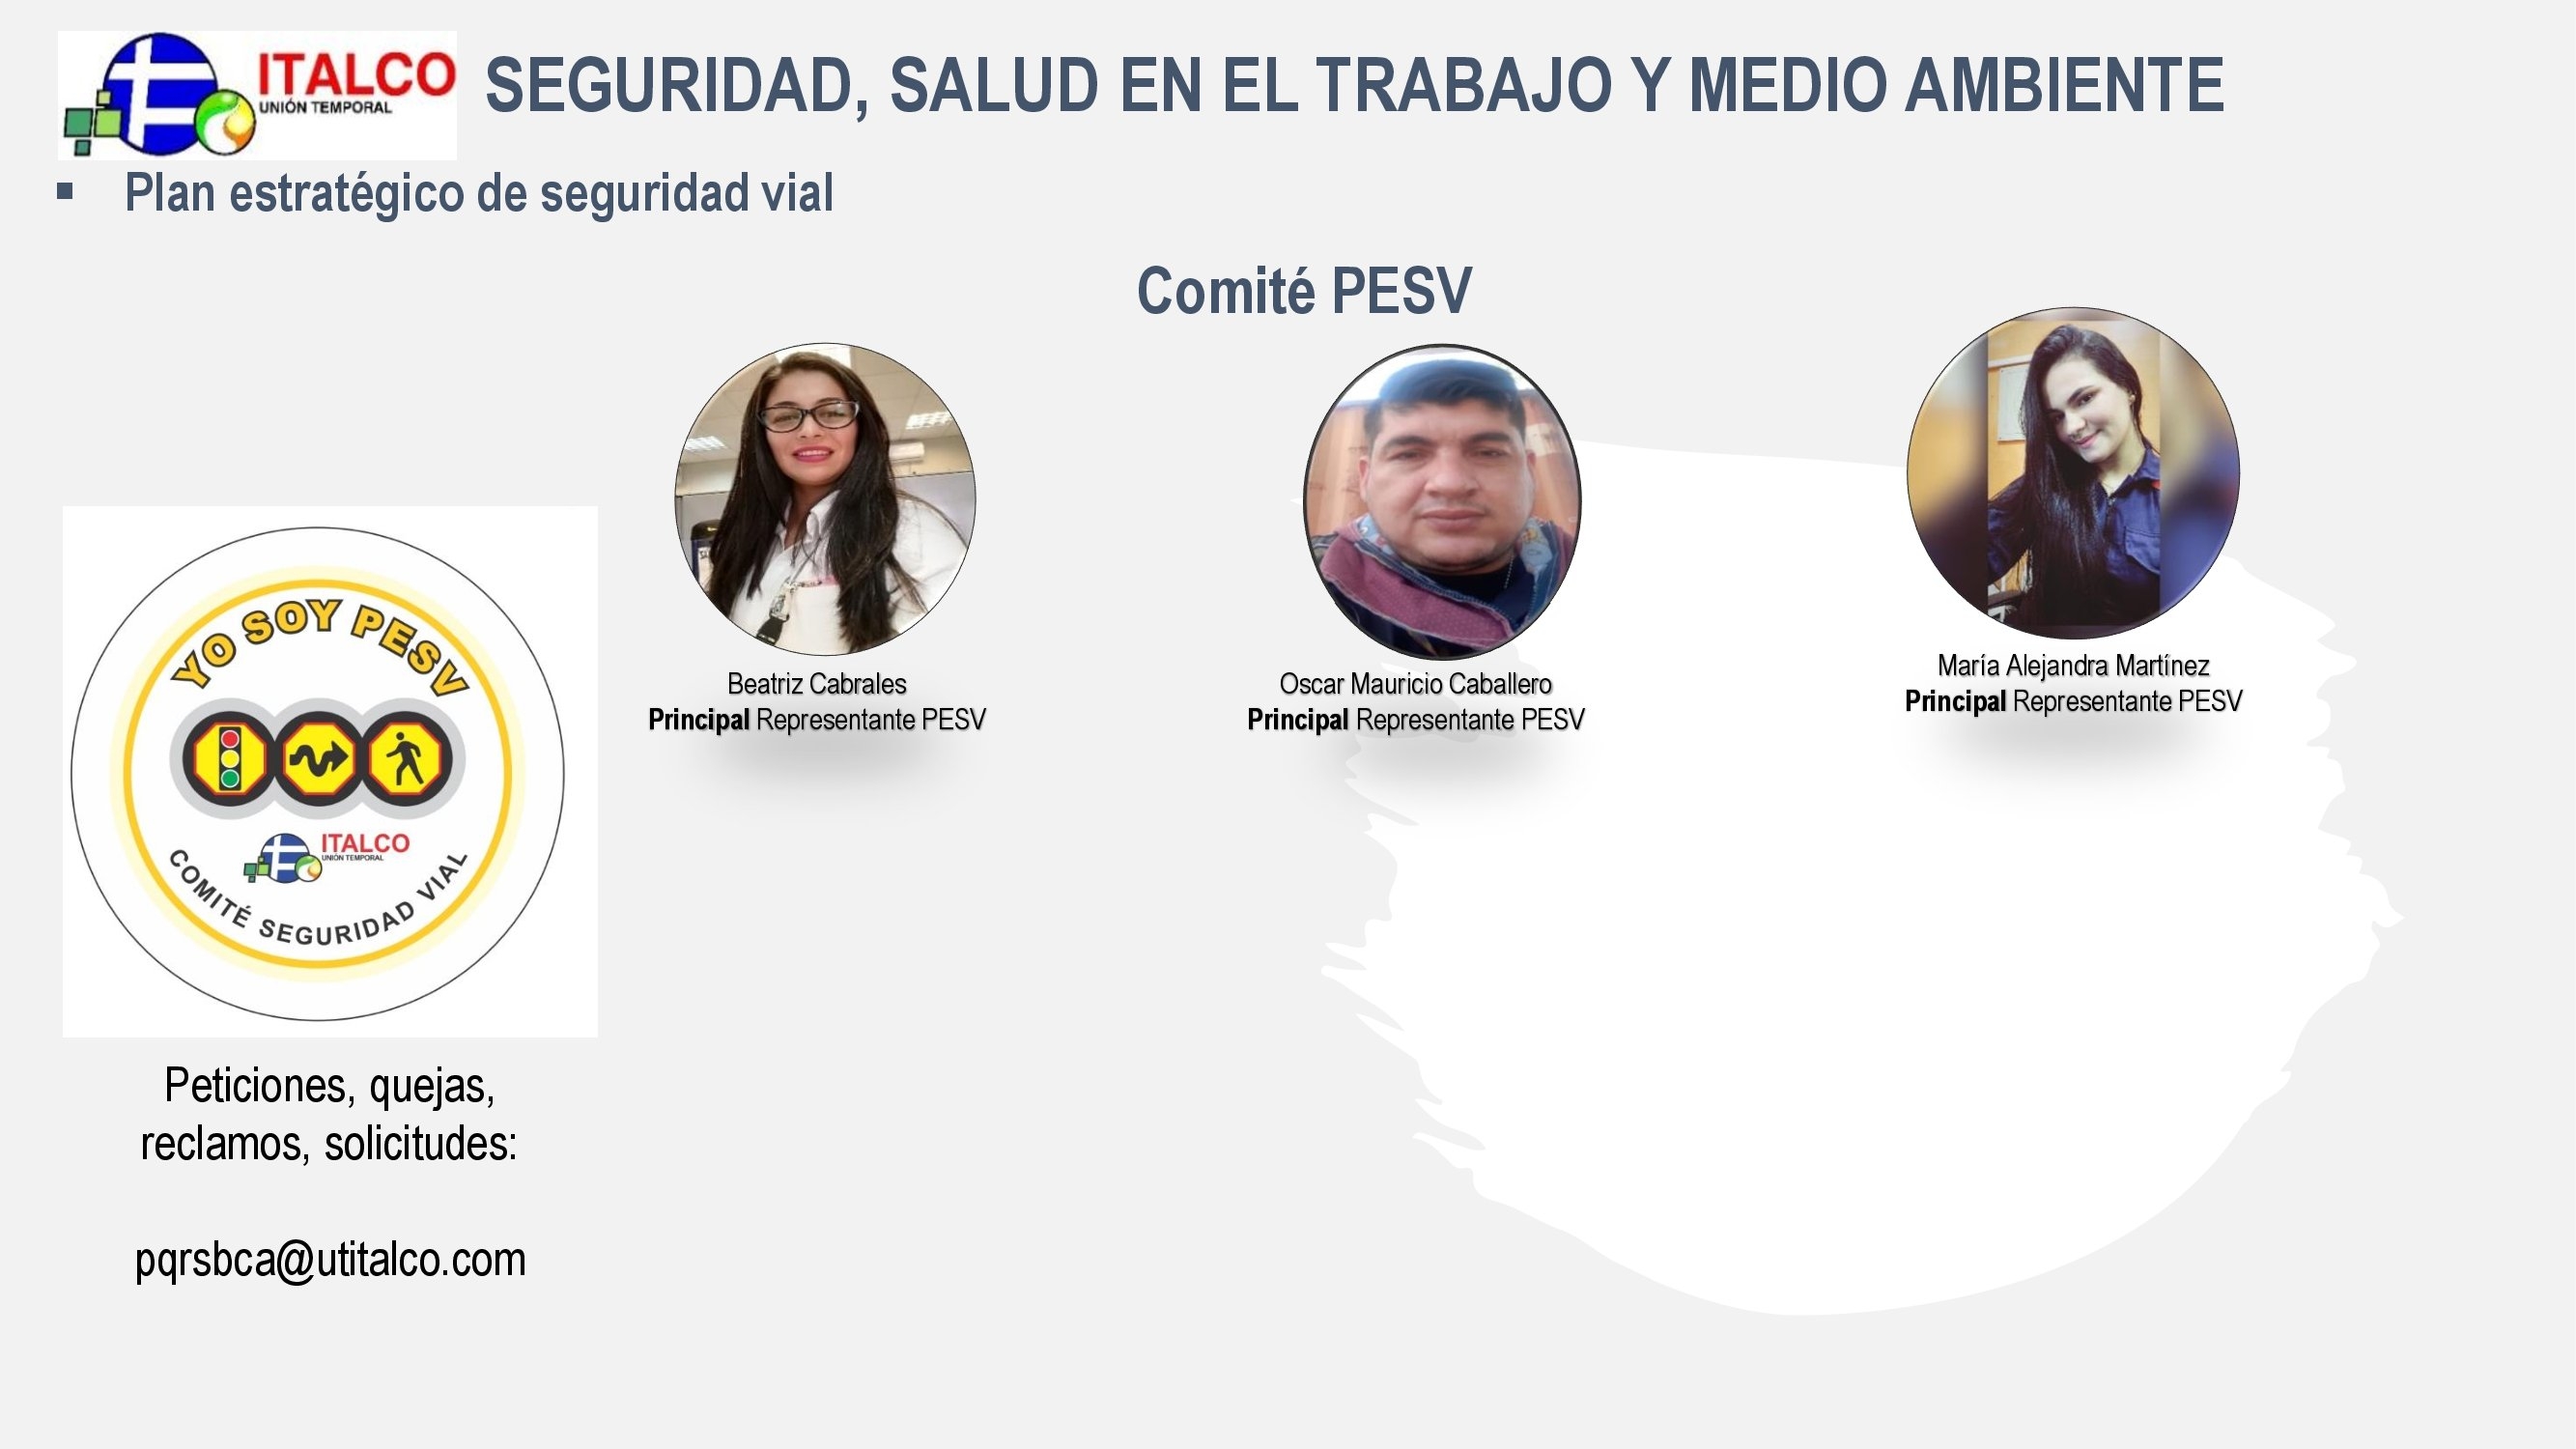 ITALCO
UNIÓN TEMPORAL
SEGURIDAD, SALUD EN EL TRABAJO Y MEDIO AMBIENTE
▪ Plan estratégico de seguridad vial
Comité PESV
Beatriz Cabrales
Principal Representante PESV
Oscar Mauricio Caballero
Principal Representante PESV
María Alejandra Martínez
Principal Representante PESV
YO SOY PESV
ITALCO
UNIÓN TEMPORAL
COMITÉ SEGURIDAD VIAL
Peticiones, quejas,
reclamos, solicitudes:
pqrsbca@utitalco.com